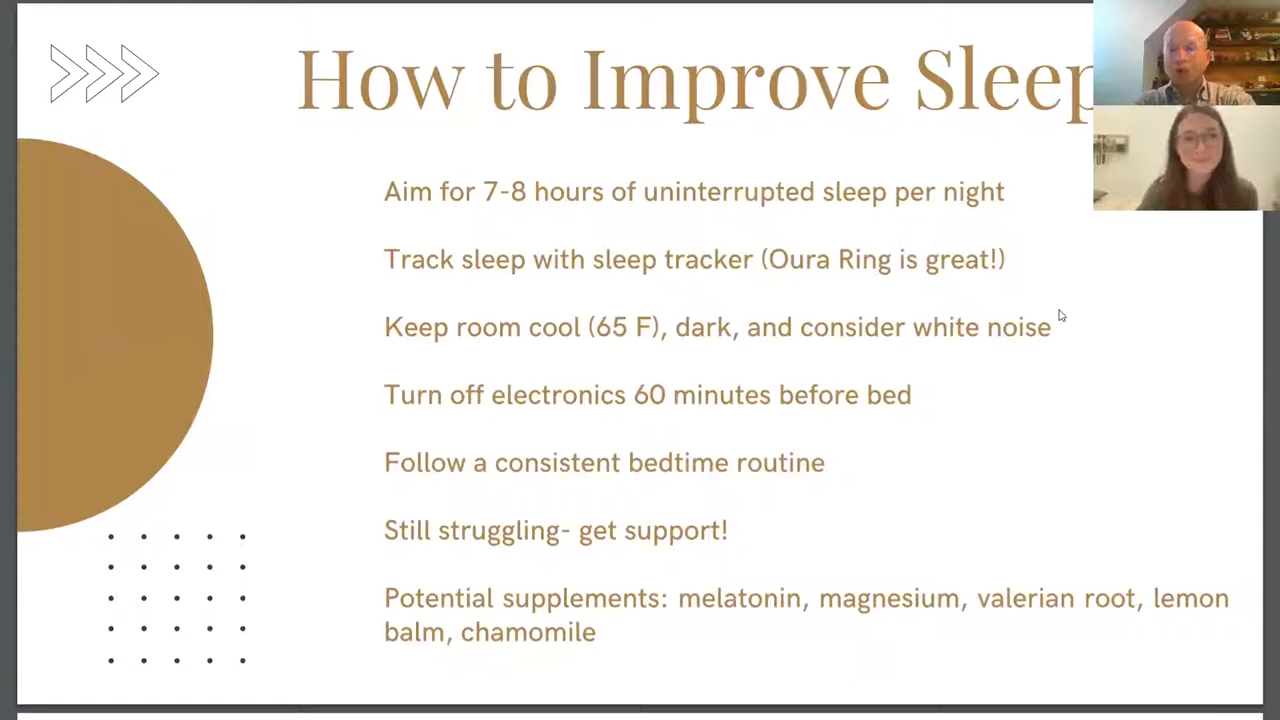 How to Improve Sleep
Aim for 7-8 hours of uninterrupted sleep per night
Track sleep with sleep tracker (Oura Ring is great!)
Keep room cool (65 F), dark, and consider white noise
Turn off electronics 60 minutes before bed
Follow a consistent bedtime routine
Still struggling- get support!
Potential supplements: melatonin, magnesium, valerian root, lemon
balm, chamomile